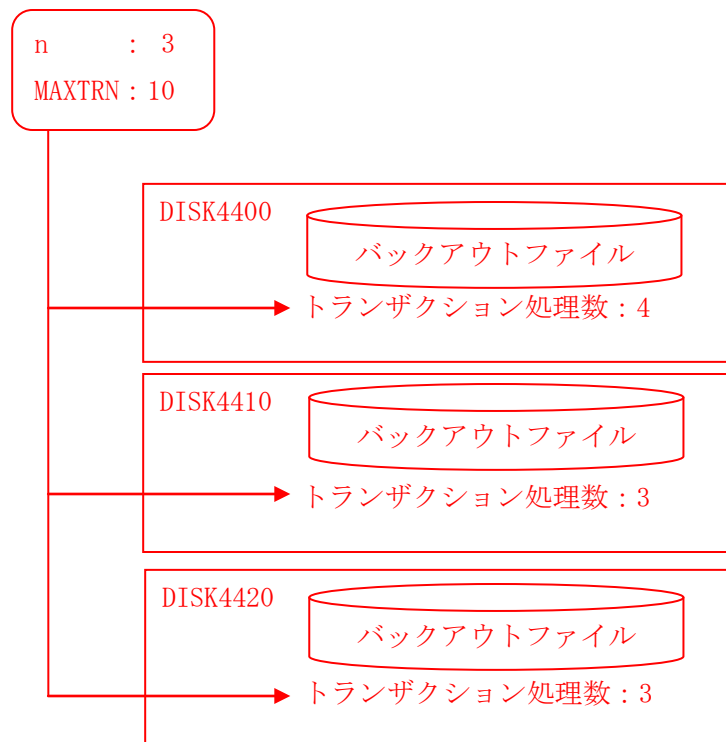 n : 3
MAXTRN：10
DISK4400
バックアウトファイル
トランザクション処理数：4
DISK4410
バックアウトファイル
トランザクション処理数：3
DISK4420
バックアウトファイル
トランザクション処理数：3